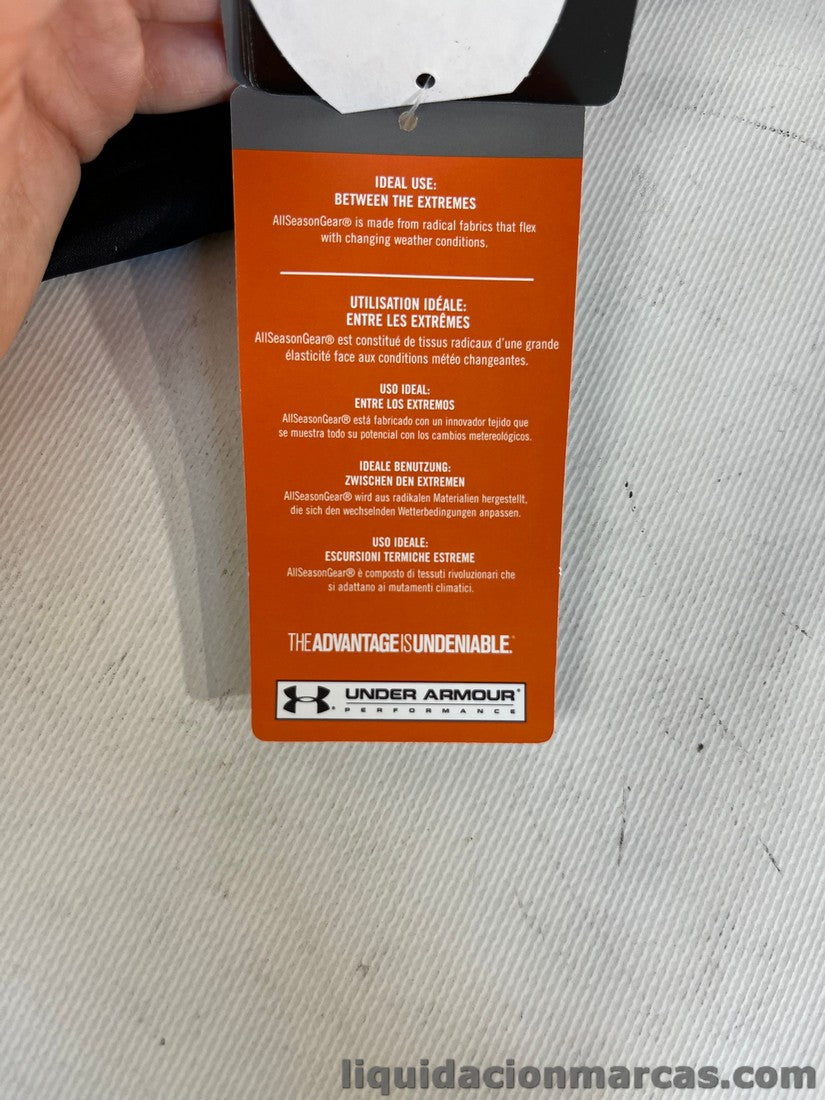 IDEAL USE:
BETWEEN THE EXTREMES
AllSeasonGear® is made from radical fabrics that flex
with changing weather conditions.
UTILISATION IDÉALE:
ENTRE LES EXTRÊMES
AllSeasonGear® est constitué de tissus radicaux d'une grande
élasticité face aux conditions météo changeantes.
USO IDEAL:
ENTRE LOS EXTREMOS
AllSeasonGear® está fabricado con un innovador tejido que
se muestra todo su potencial con los cambios metereológicos.
IDEALE BENUTZUNG:
ZWISCHEN DEN EXTREMEN
AllSeasonGear® wird aus radikalen Materialien hergestellt,
die sich den wechselnden Wetterbedingungen anpassen.
USO IDEALE:
ESCURSIONI TERMICHE ESTREME
AllSeasonGear® è composto di tessuti rivoluzionari che
si adattano ai mutamenti climatici.
THE ADVANTAGE IS UNDENIABLE.
UNDER ARMOUR®
PERFORMANCE
liquidacionmarcas.com